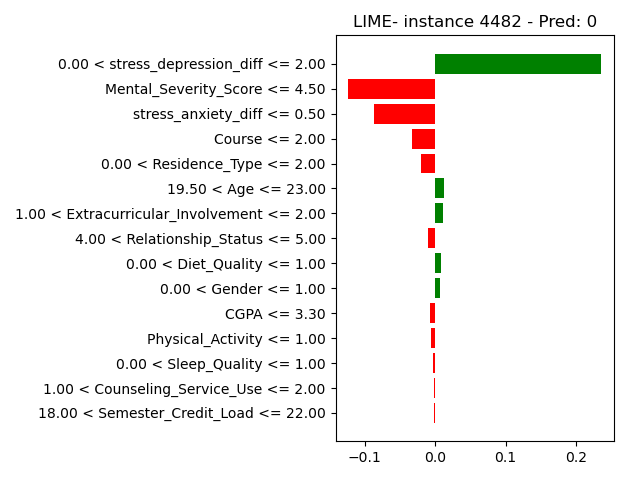 LIME- instance 4482 - Pred: 0
0.00 < stress_depression_diff <= 2.00
Mental_Severity_Score <= 4.50
stress_anxiety_diff <= 0.50
Course <= 2.00
0.00 < Residence_Type <= 2.00
19.50 < Age <= 23.00
1.00 < Extracurricular_Involvement <= 2.00
4.00 < Relationship_Status <= 5.00
0.00 < Diet_Quality <= 1.00
0.00 < Gender <= 1.00
CGPA <= 3.30
Physical_Activity <= 1.00
0.00 < Sleep_Quality <= 1.00
1.00 < Counseling_Service_Use <= 2.00
18.00 < Semester_Credit_Load <= 22.00
−0.1 0.0 0.1 0.2